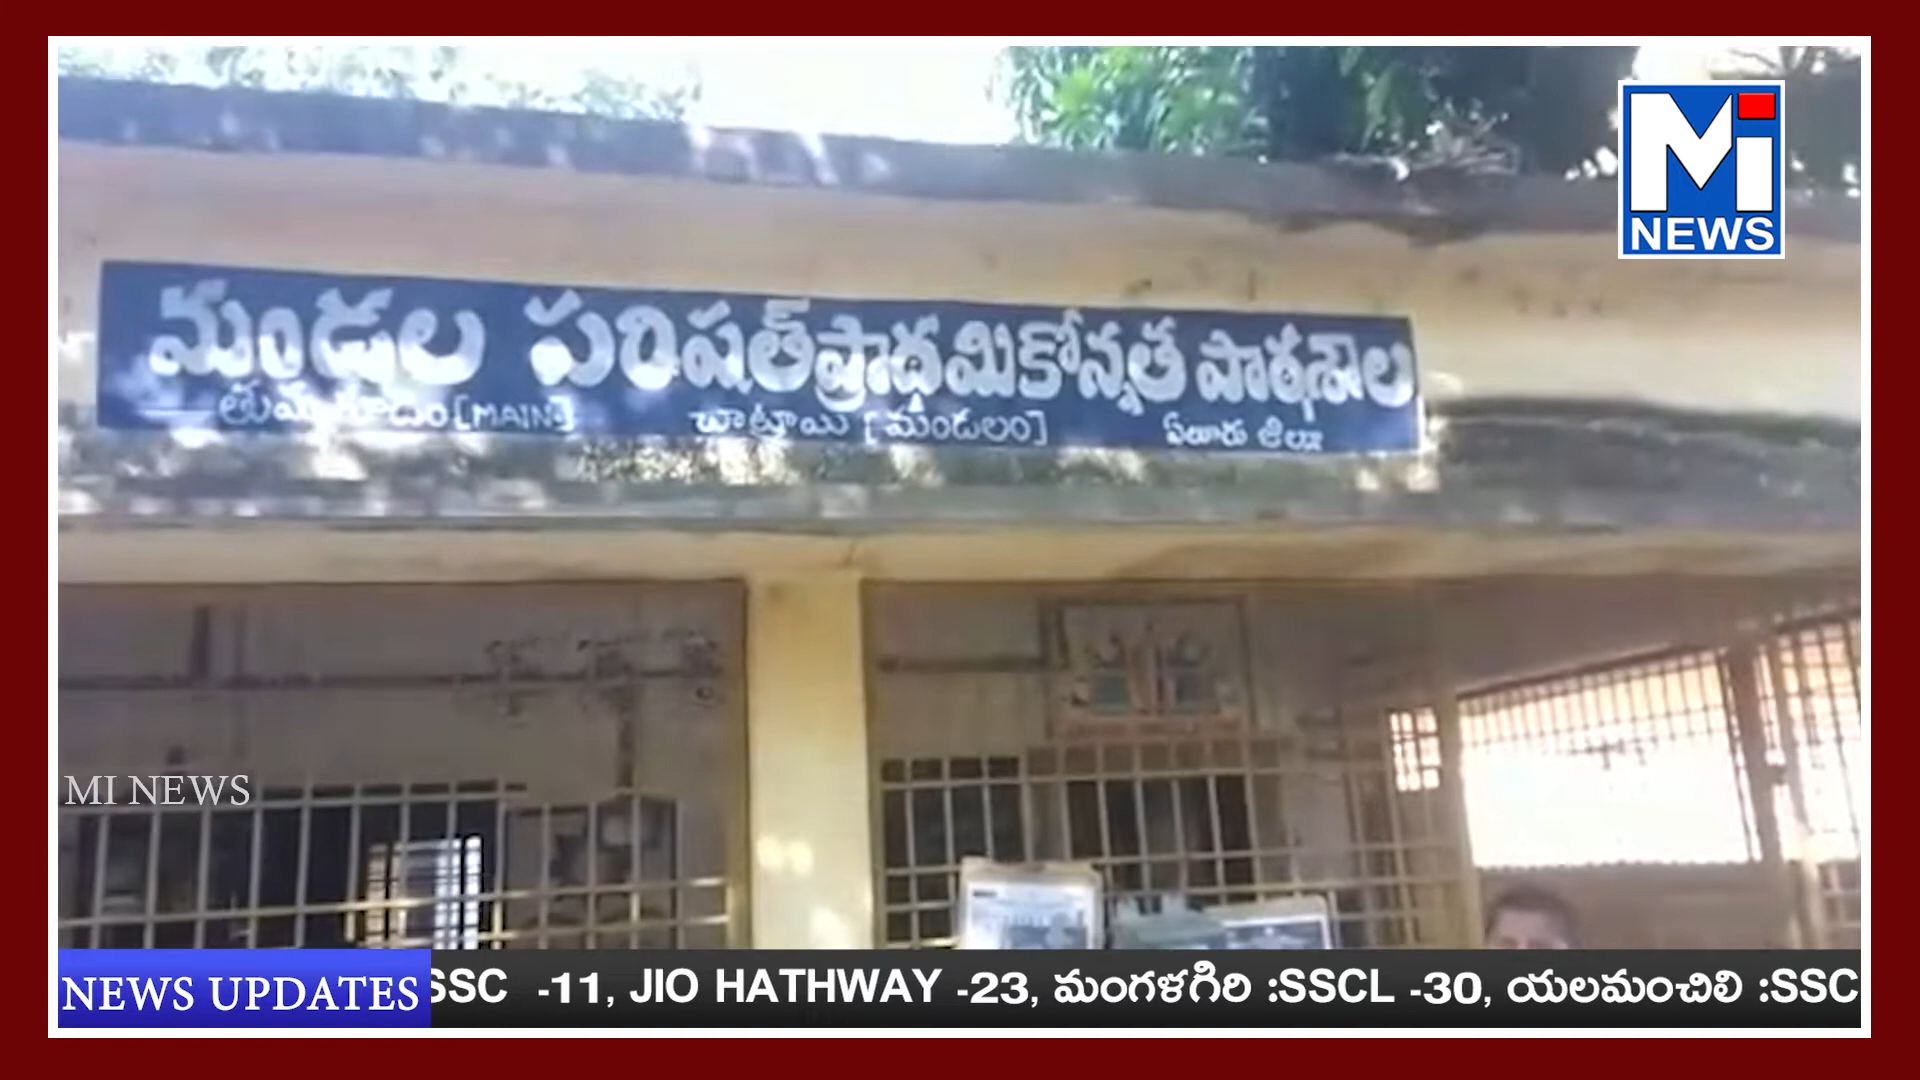 Mi
NEWS
మండల పరిషత్ ప్రాథమికోన్నత పాఠశాల
[MAIN] చాట్రాయి [మండలం] ఏలూరు జిల్లా
MI NEWS
NEWS UPDATES SSC -11, JIO HATHWAY -23, మంగళగిరి :SSCL -30, యలమంచిలి :SSC